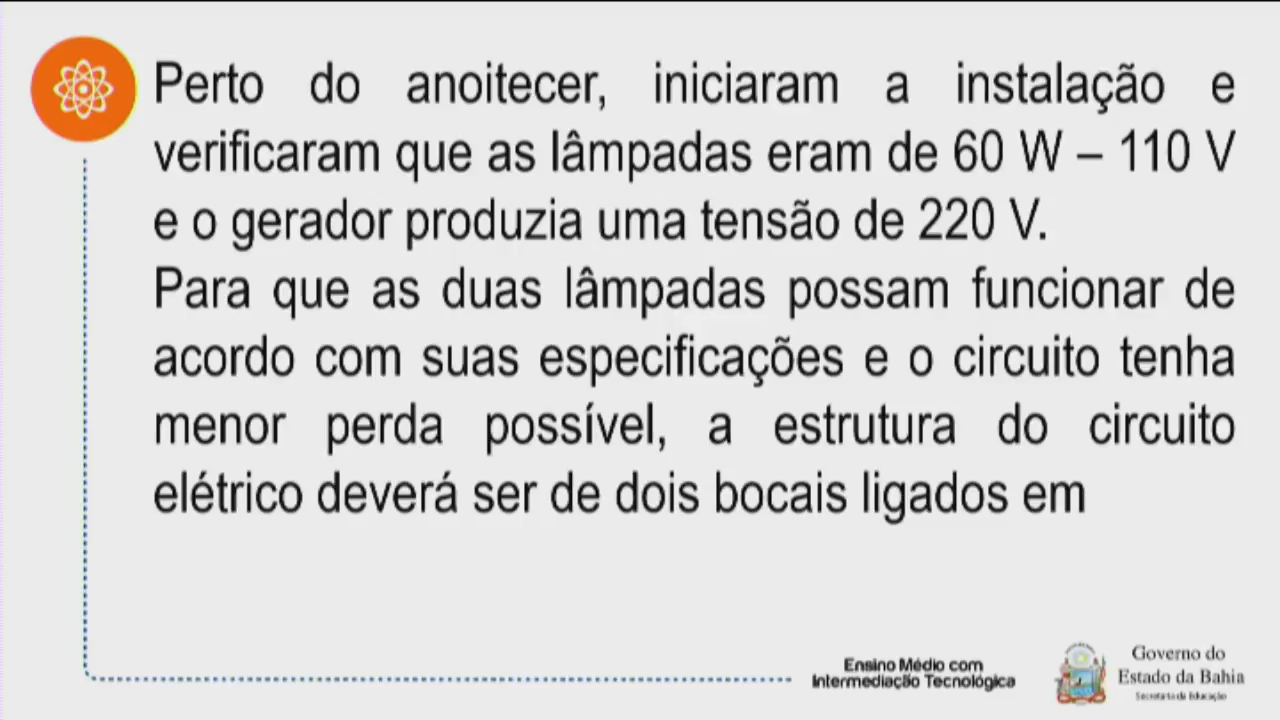 Perto do anoitecer, iniciaram a instalação e
verificaram que as lâmpadas eram de 60 W – 110 V
e o gerador produzia uma tensão de 220 V.
Para que as duas lâmpadas possam funcionar de
acordo com suas especificações e o circuito tenha
menor perda possível, a estrutura do circuito
elétrico deverá ser de dois bocais ligados em
Ensino Médio com
Intermediação Tecnológica
Governo do
Estado da Bahia
Secretaria da Educação